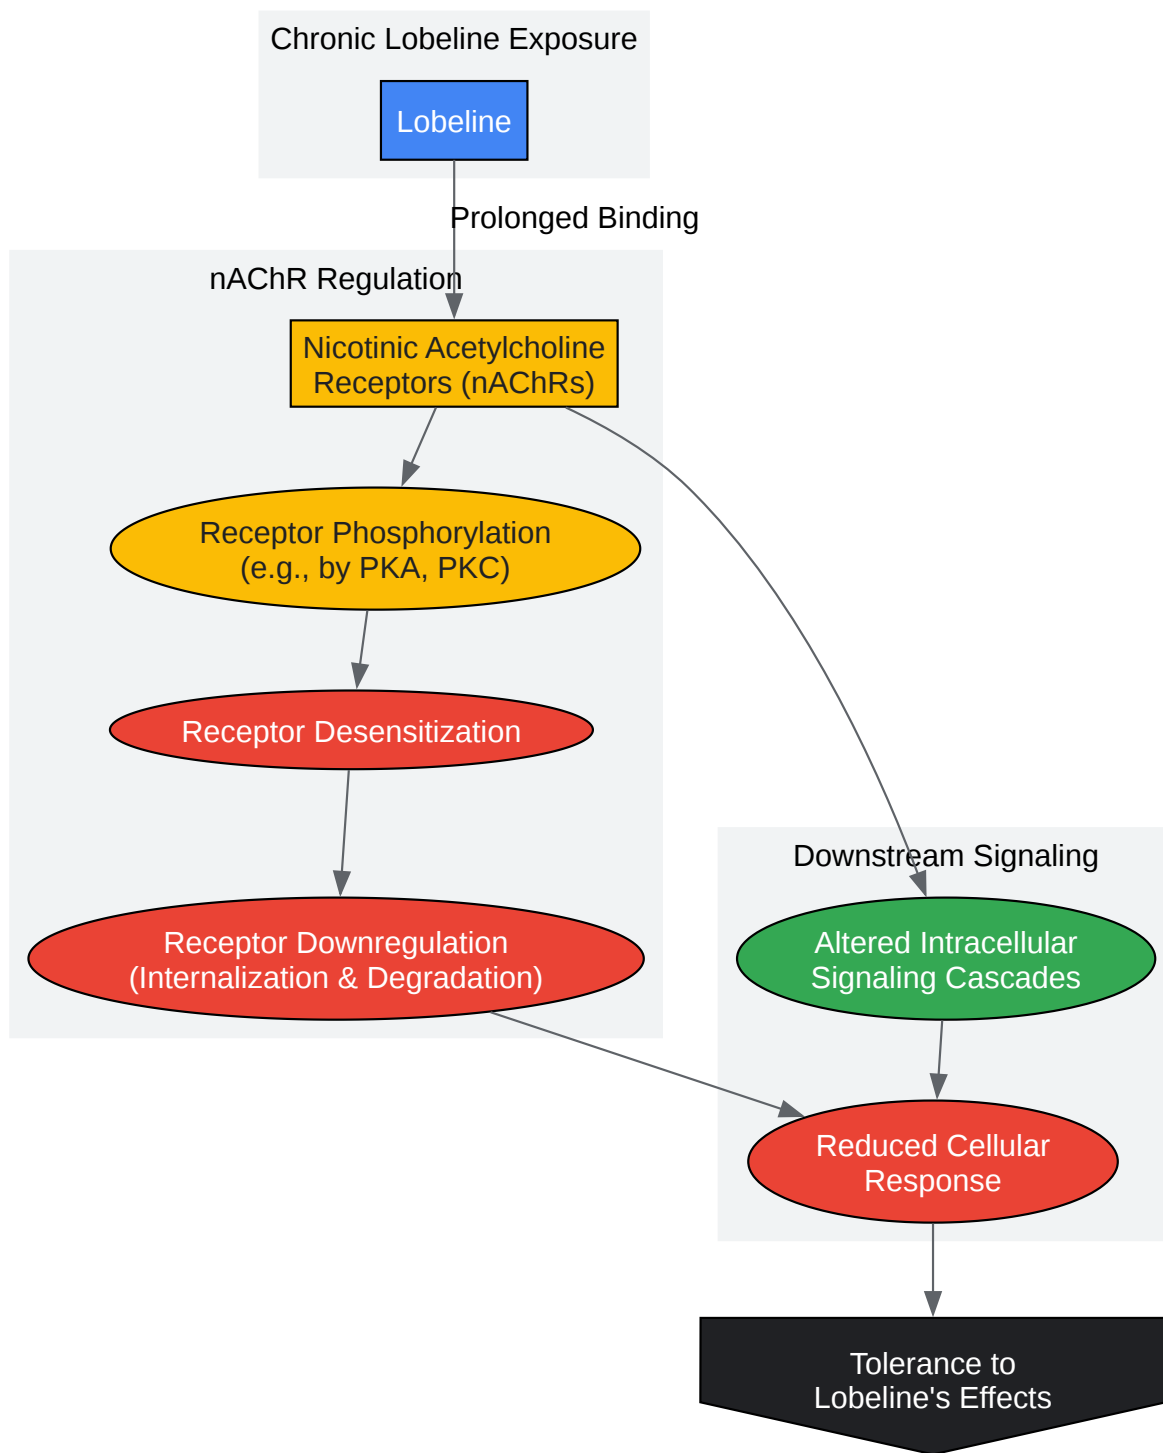 Chronic Lobeline Exposure
Lobeline
Prolonged Binding
nAChR Regulation
Nicotinic Acetylcholine
Receptors (nAChRs)
Receptor Phosphorylation
(e.g., by PKA, PKC)
Receptor Desensitization
Receptor Downregulation
(Internalization & Degradation)
Downstream Signaling
Altered Intracellular
Signaling Cascades
Reduced Cellular
Response
Tolerance to
Lobeline's Effects